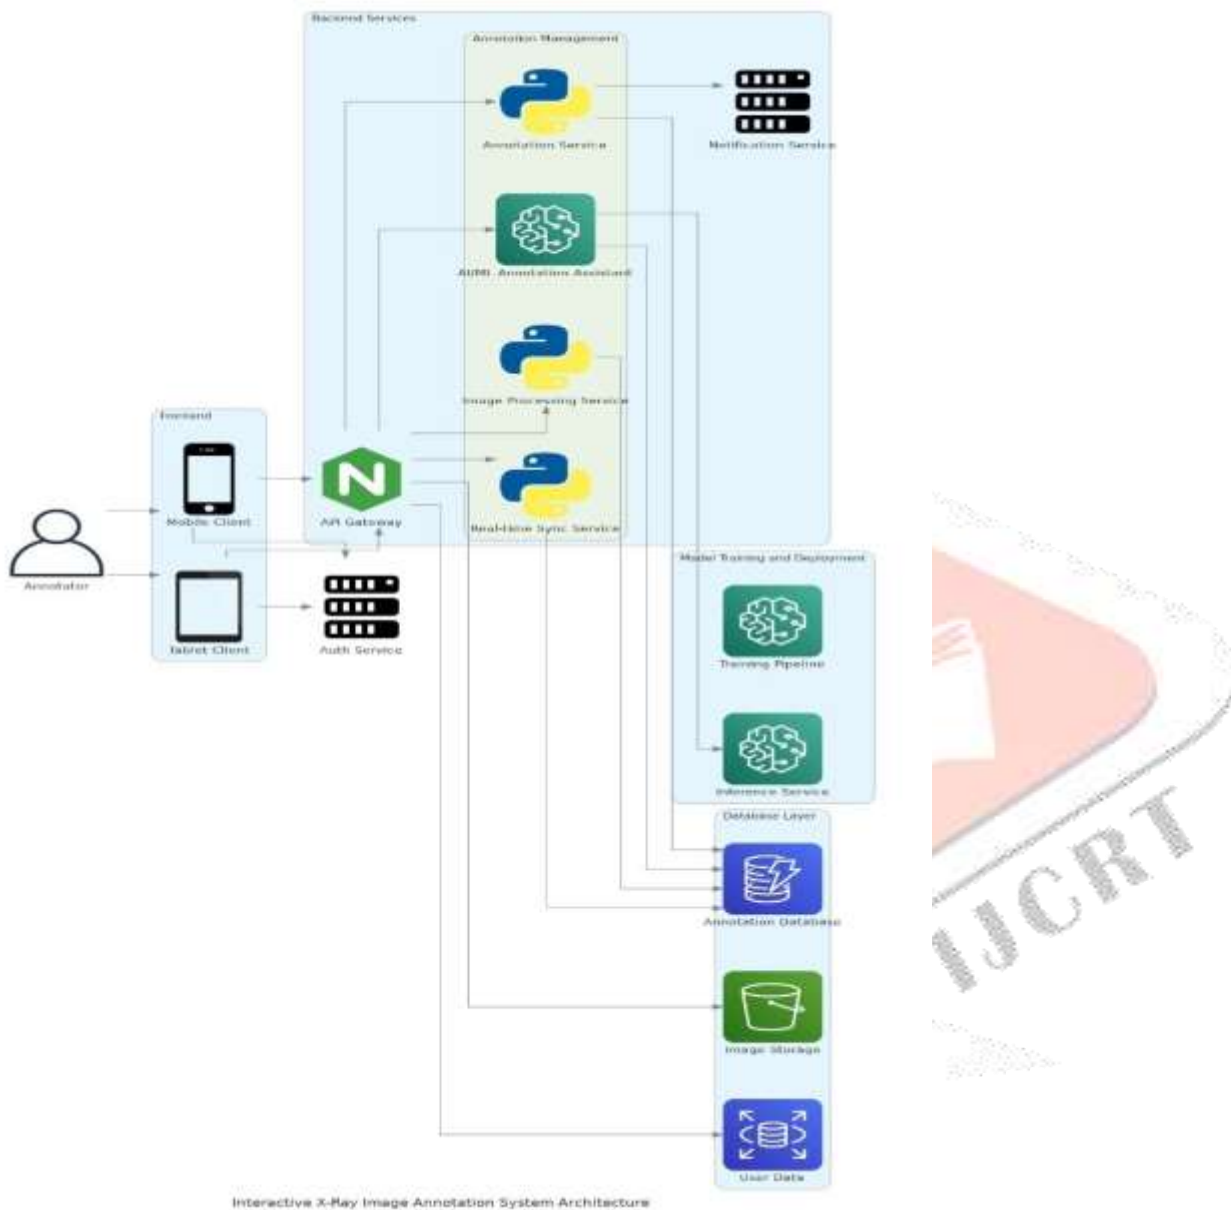 Backend Services
Annotation Management
Annotation Service
Notification Service
AI/ML Annotation Assistant
Image Processing Service
Frontend
Mobile Client
API Gateway
Real-time Sync Service
Annotator
Tablet Client
Auth Service
Model Training and Deployment
Training Pipeline
Inference Service
Database Layer
Annotation Database
Image Storage
User Data
Interactive X-Ray Image Annotation System Architecture
IJCRT